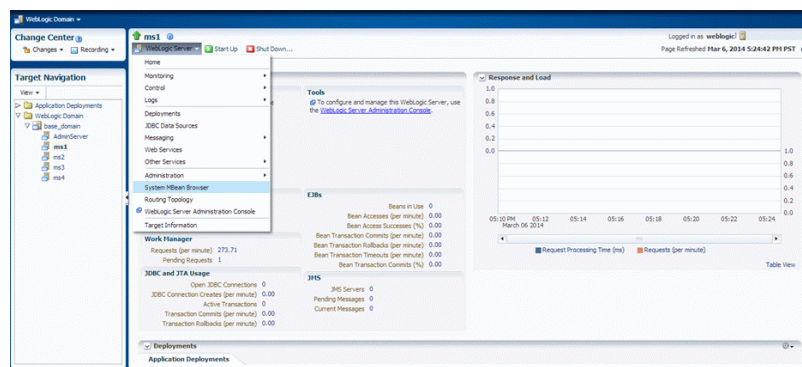 WebLogic Domain
Change Center
Changes
Recording
ms1
Logged in as weblogic
WebLogic Server
Start Up
Shut Down...
Page Refreshed Mar 6, 2014 5:24:42 PM PST
Target Navigation
View
Application Deployments
WebLogic Domain
base_domain
AdminServer
ms1
ms2
ms3
ms4
Home
Monitoring
Control
Logs
Deployments
JDBC Data Sources
Messaging
Web Services
Other Services
Administration
System MBean Browser
Routing Topology
WebLogic Server Administration Console
Target Information
Tools
To configure and manage this WebLogic Server, use
the WebLogic Server Administration Console.
Work Manager
Requests (per minute) 273.71
Pending Requests 1
JDBC and JTA Usage
Open JDBC Connections 0
JDBC Connection Creates (per minute) 0.00
Active Transactions 0
Transaction Commits (per minute) 0.00
Transaction Rollbacks (per minute) 0.00
EJBs
Beans in Use 0
Bean Accesses (per minute) 0.00
Bean Access Successes (%) 0.00
Bean Transaction Commits (per minute) 0.00
Bean Transaction Rollbacks (per minute) 0.00
Bean Transaction Timeouts (per minute) 0.00
Bean Transaction Commits (%) 0.00
JMS
JMS Servers 0
Pending Messages 0
Current Messages 0
Response and Load
1.0
0.8
0.6
0.4
0.2
0.0
1.0
0.8
0.6
0.4
0.2
0.0
05:10 PM 05:12 05:14 05:16 05:18 05:20 05:22 05:24
March 06 2014
Request Processing Time (ms) Requests (per minute)
Table View
Deployments
Application Deployments